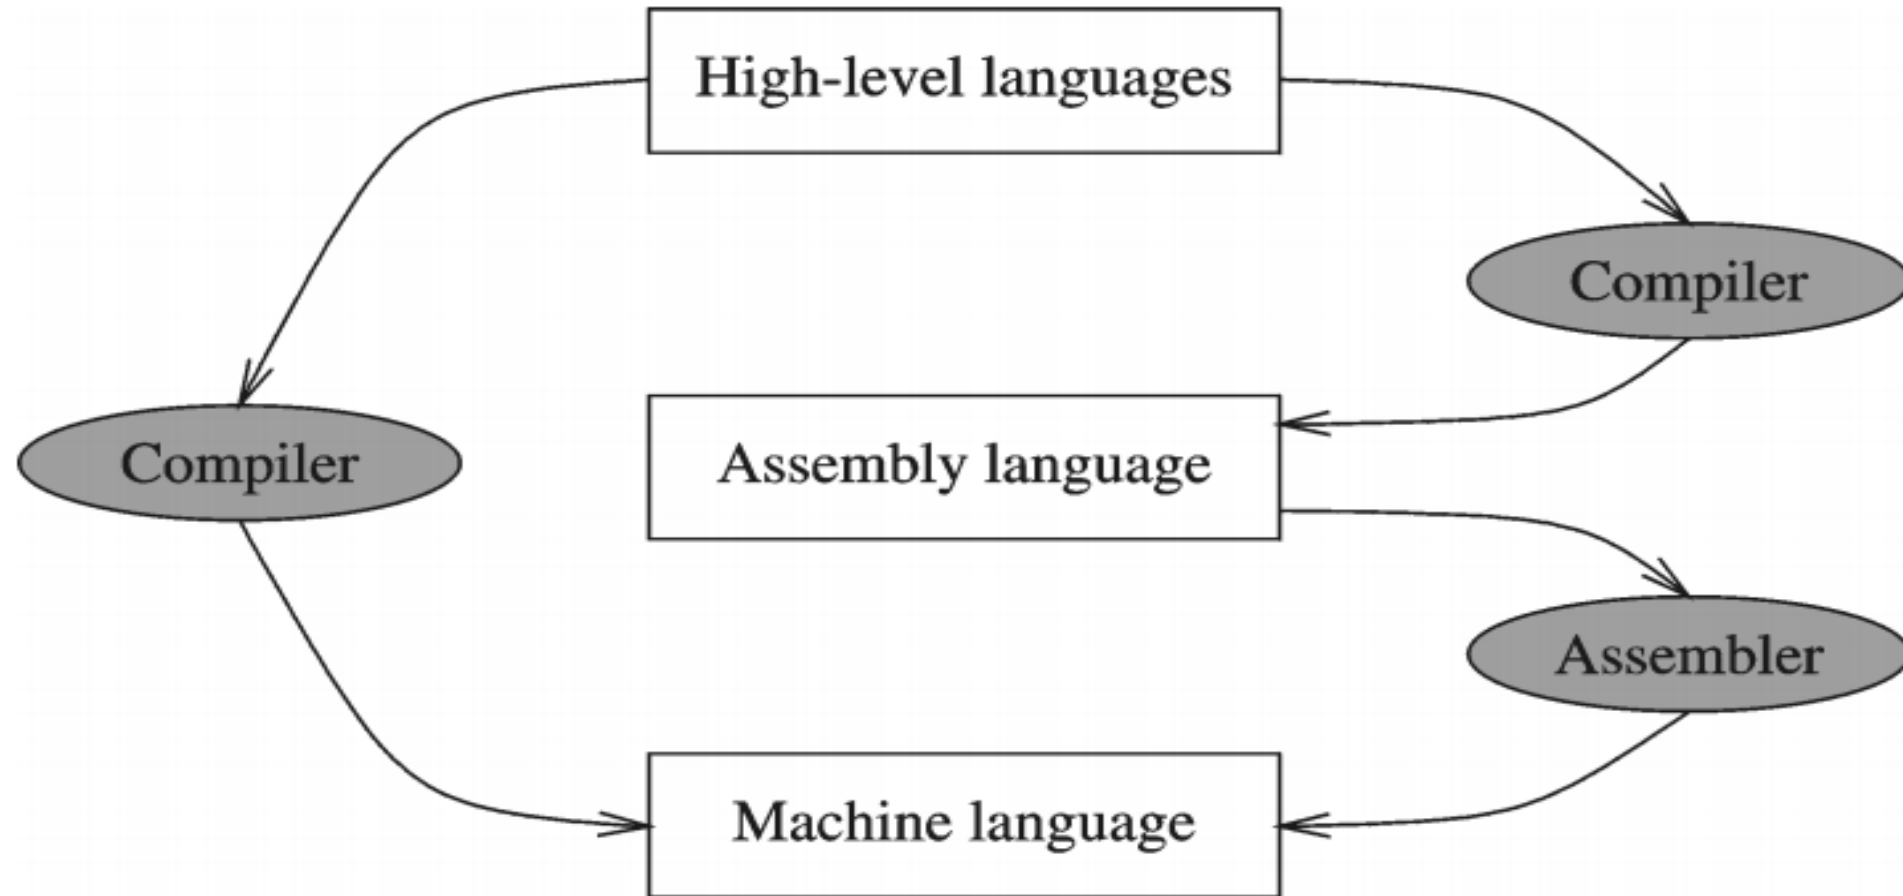 High-level languages
Compiler
Compiler
Assembly language
Assembler
Machine language